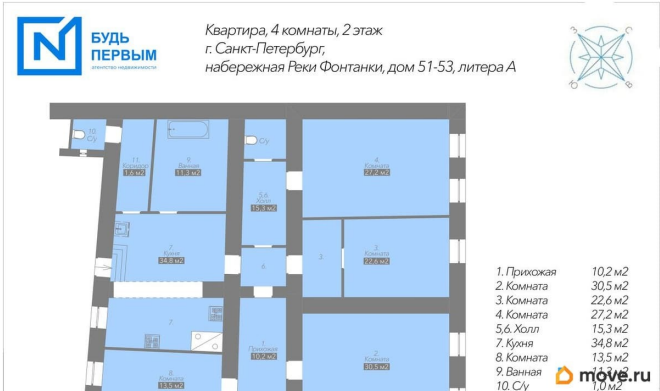 БУДЬ
ПЕРВЫМ
агентство недвижимости
Квартира, 4 комнаты, 2 этаж
г. Санкт-Петербург,
набережная Реки Фонтанки, дом 51-53, литера А
С
З
Ю
В
10.
С/у
11.
Коридор
1.6 м2
9.
Ванная
11.3 м2
С/у
4.
Комната
27,2 м2
5,6.
Холл
15.3 м2
7.
Кухня
34.8 м2
6.
3.
3.
Комната
22.6 м2
7.
1.
Прихожая
10,2 м2
2.
Комната
30,5 м2
8.
Комната
13,5 м2
1. Прихожая 10,2 м2
2. Комната 30,5 м2
3. Комната 22,6 м2
4. Комната 27,2 м2
5,6. Холл 15,3 м2
7. Кухня 34,8 м2
8. Комната 13,5 м2
9. Ванная 11,3 м2
10. С/у 1,0 м2
move.ru